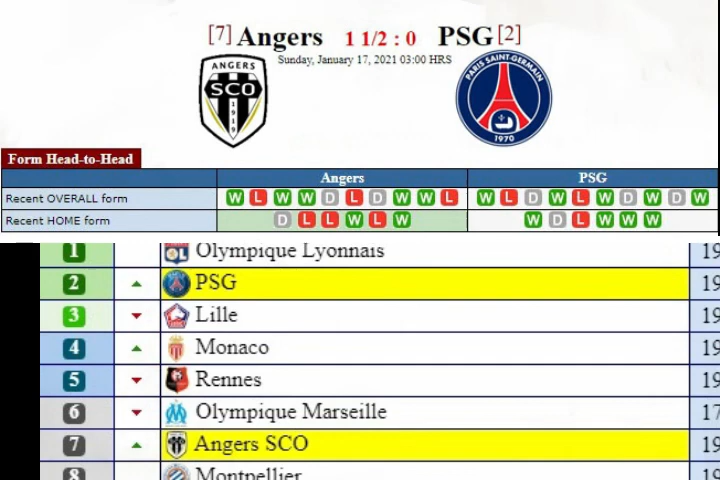 [7] Angers 1 1/2 : 0 PSG [2]
Sunday, January 17, 2021 03:00 HRS
ANGERS
SCO
1919
PARIS SAINT-GERMAIN
1970
Form Head-to-Head
Angers PSG
Recent OVERALL form W L W W D L D W W L W L D W L W D W D W
Recent HOME form D L L W L W W D L W W W
1 OL Olympique Lyonnais 19
2 PSG 19
3 Lille 19
4 Monaco 19
5 Rennes 19
6 Olympique Marseille 17
7 Angers SCO 19
8 Montpellier